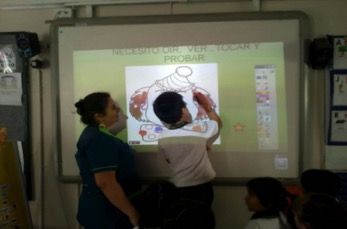 NECESITO OIR, VER , TOCAR Y
PROBAR